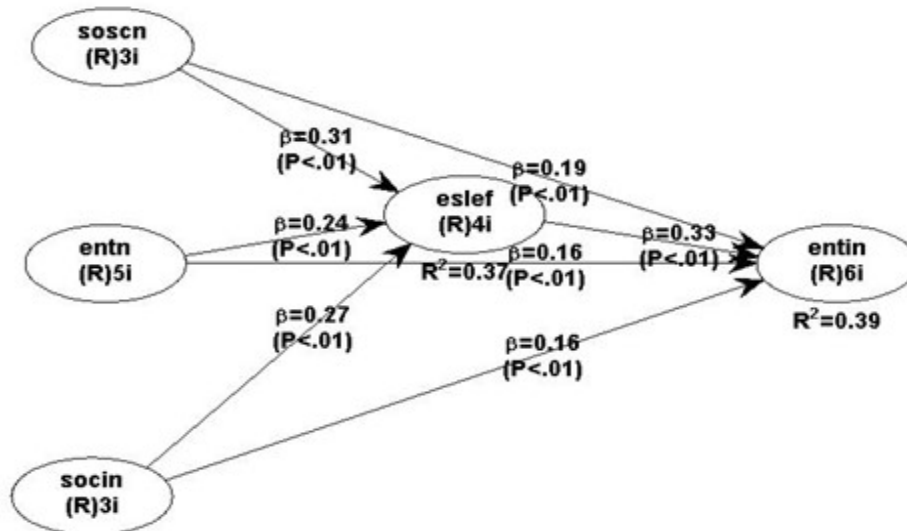 soscn
(R)3i
β=0.31
(P<.01)
β=0.19
(P<.01)
eslef
(R)4i
R²=0.37
entn
(R)5i
β=0.24
(P<.01)
β=0.16
(P<.01)
β=0.33
(P<.01)
entin
(R)6i
R²=0.39
β=0.27
(P<.01)
β=0.16
(P<.01)
socin
(R)3i